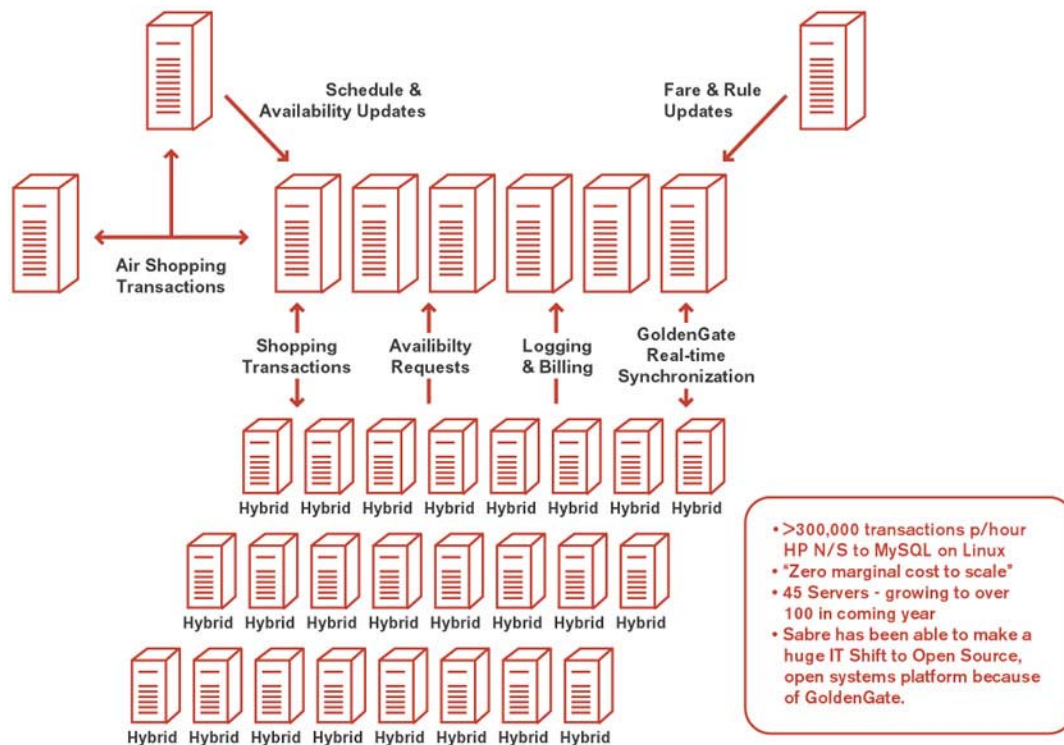 Schedule &
Availability Updates
Fare & Rule
Updates
Air Shopping
Transactions
Shopping
Transactions
Availibilty
Requests
Logging
& Billing
GoldenGate
Real-time
Synchronization
Hybrid Hybrid Hybrid Hybrid Hybrid Hybrid Hybrid Hybrid
Hybrid Hybrid Hybrid Hybrid Hybrid Hybrid Hybrid Hybrid
Hybrid Hybrid Hybrid Hybrid Hybrid Hybrid Hybrid Hybrid
• >300,000 transactions p/hour
HP N/S to MySQL on Linux
• "Zero marginal cost to scale"
• 45 Servers - growing to over
100 in coming year
• Sabre has been able to make a
huge IT Shift to Open Source,
open systems platform because
of GoldenGate.